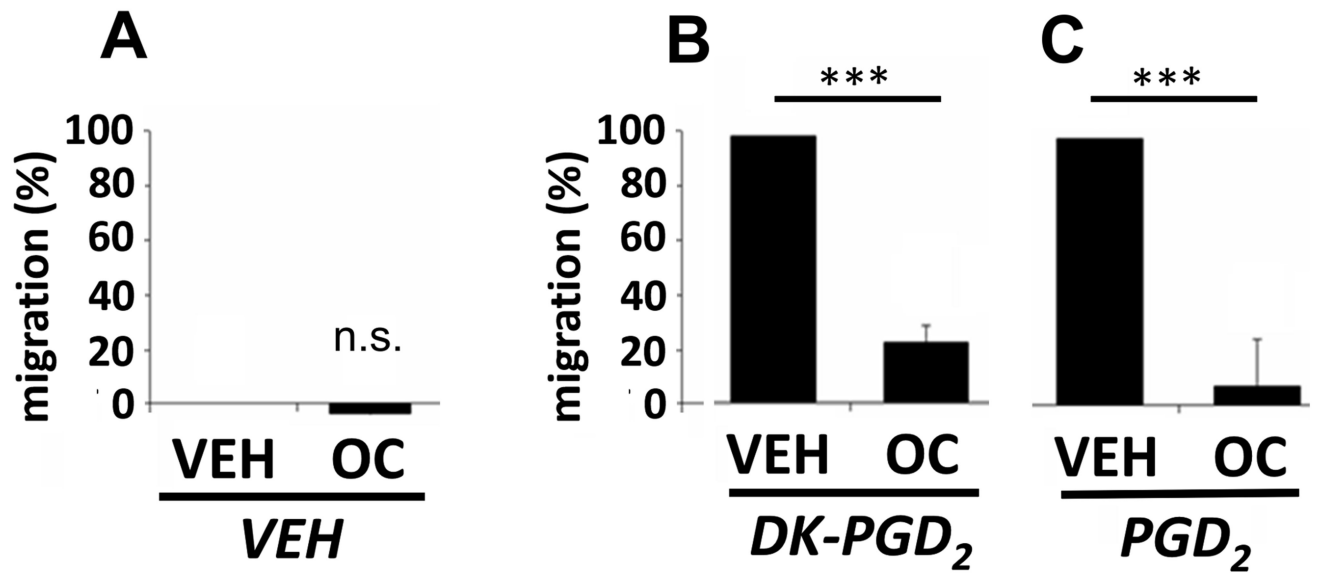 A
B
C
***
***
migration (%)
100
80
60
40
20
0
n.s.
VEH OC
VEH
migration (%)
100
80
60
40
20
0
VEH OC
DK-PGD2
VEH OC
PGD2